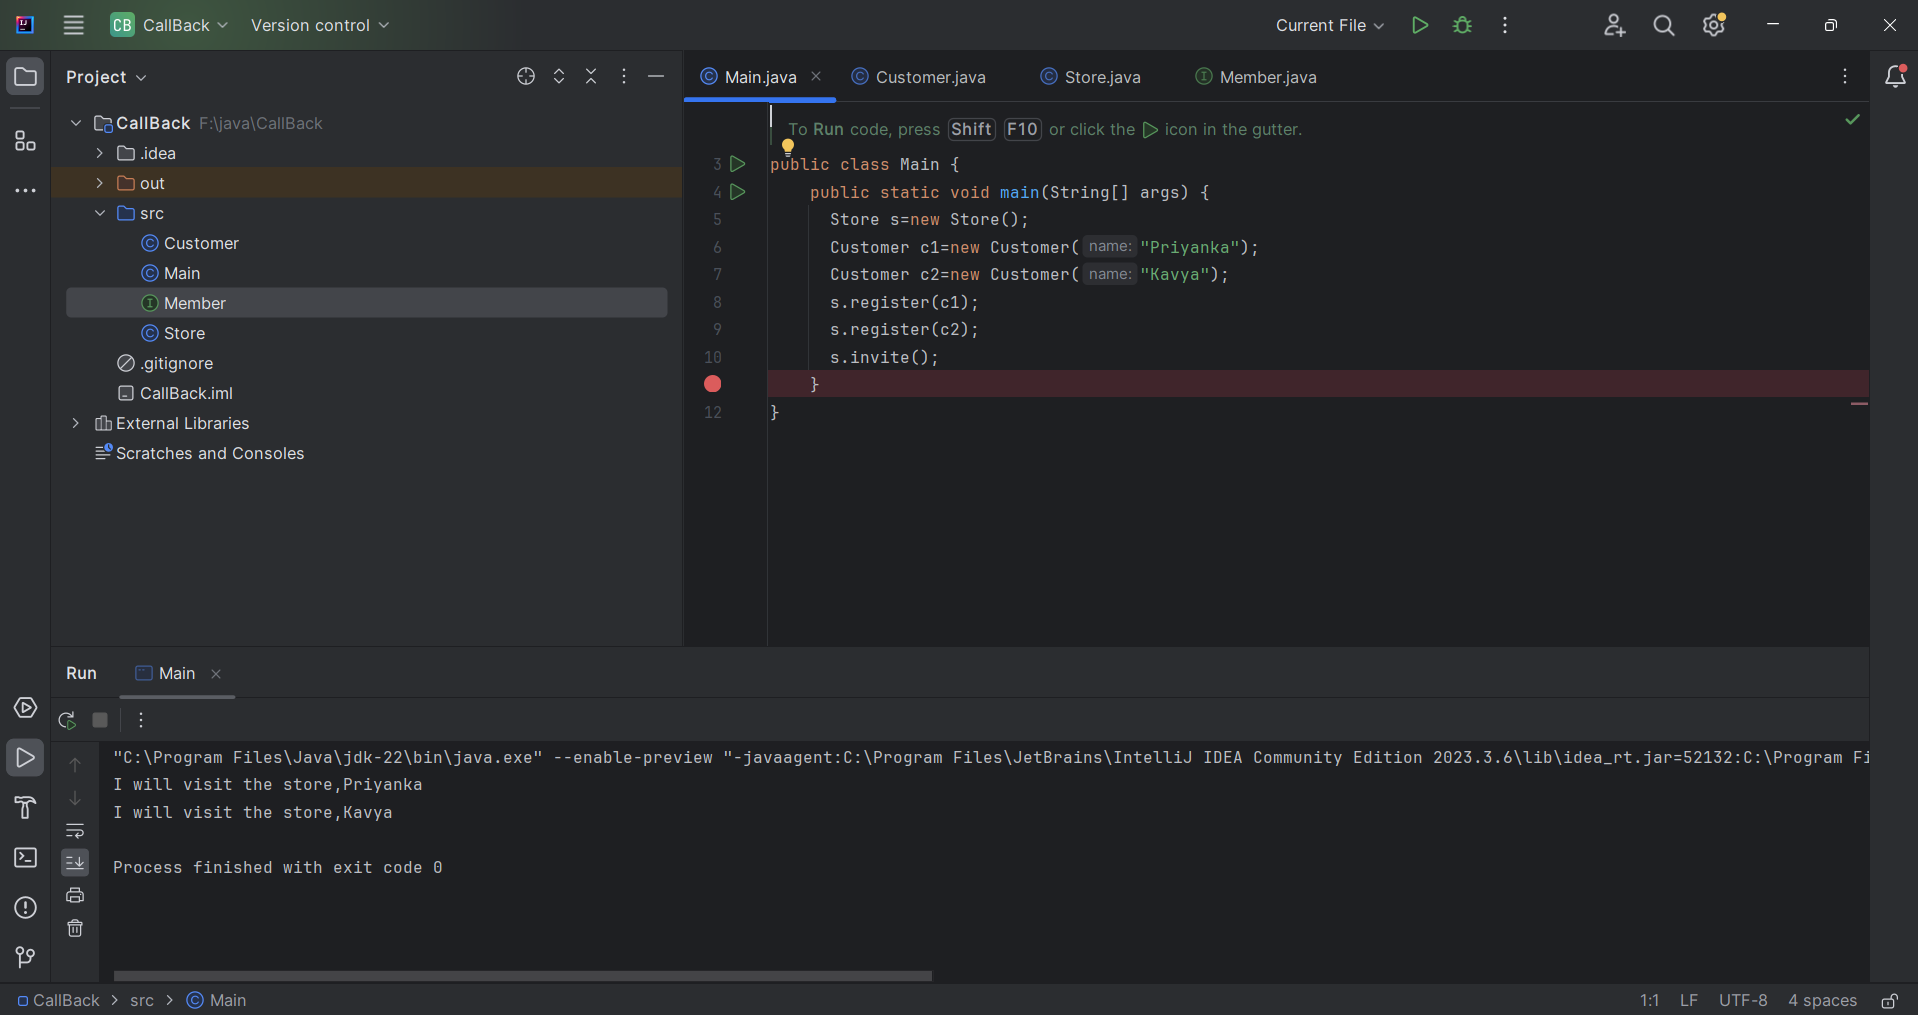 CB CallBack Version control Current File
Project
CallBack F:\java\CallBack
.idea
out
src
Customer
Main
Member
Store
.gitignore
CallBack.iml
External Libraries
Scratches and Consoles
Main.java Customer.java Store.java Member.java
To Run code, press Shift F10 or click the icon in the gutter.
3 public class Main {
4 public static void main(String[] args) {
5 Store s=new Store();
6 Customer c1=new Customer( name: "Priyanka");
7 Customer c2=new Customer( name: "Kavya");
8 s.register(c1);
9 s.register(c2);
10 s.invite();
}
12 }
Run Main
"C:\Program Files\Java\jdk-22\bin\java.exe" --enable-preview "-javaagent:C:\Program Files\JetBrains\IntelliJ IDEA Community Edition 2023.3.6\lib\idea_rt.jar=52132:C:\Program Fi
I will visit the store,Priyanka
I will visit the store,Kavya
Process finished with exit code 0
CallBack src Main 1:1 LF UTF-8 4 spaces